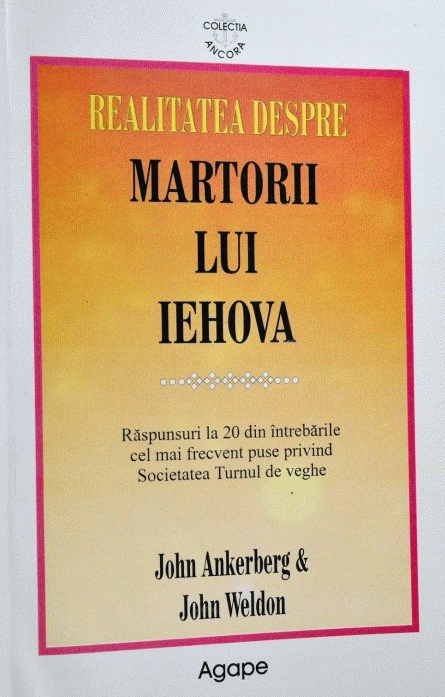 COLECTIA
ANCORA
REALITATEA DESPRE
MARTORII
LUI
IEHOVA
Răspunsuri la 20 din întrebările
cel mai frecvent puse privind
Societatea Turnul de veghe
John Ankerberg &
John Weldon
Agape